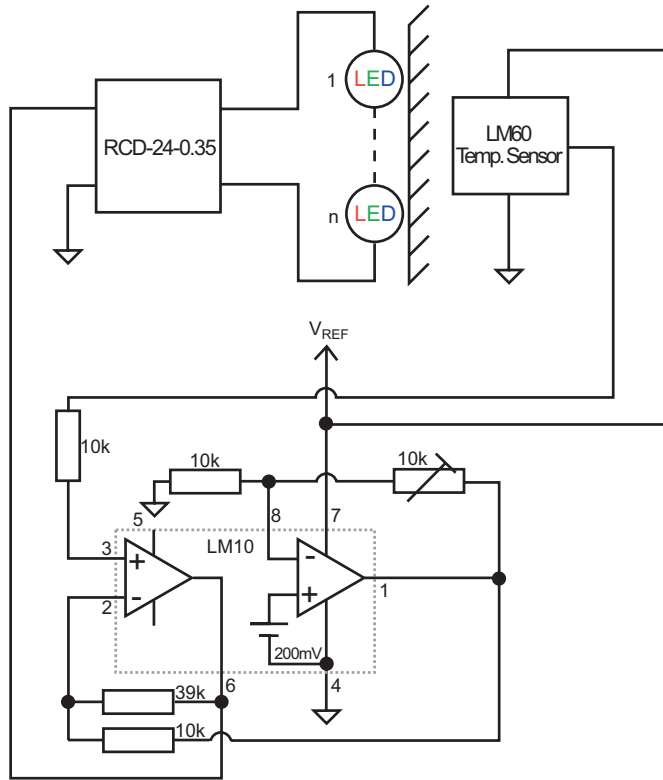 1
LED
RCD-24-0.35
LM60
Temp. Sensor
n
LED
VREF
10k
10k
10k
5
8
7
LM10
3
+
-
-
2
+
1
200mV
6
4
39k
10k